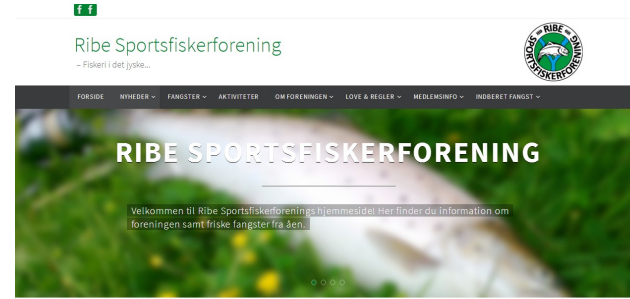 f f
Ribe Sportsfiskerforening
– Fiskeri i det jyske...
RIBE
SPORTSFISKERFORENING
FORSIDE NYHEDER FANGSTER AKTIVITETER OM FORENINGEN LOVE & REGLER MEDLEMSINFO INDBERET FANGST
RIBE SPORTSFISKERFORENING
Velkommen til Ribe Sportsfiskerforenings hjemmeside! Her finder du information om
foreningen samt friske fangster fra åen.